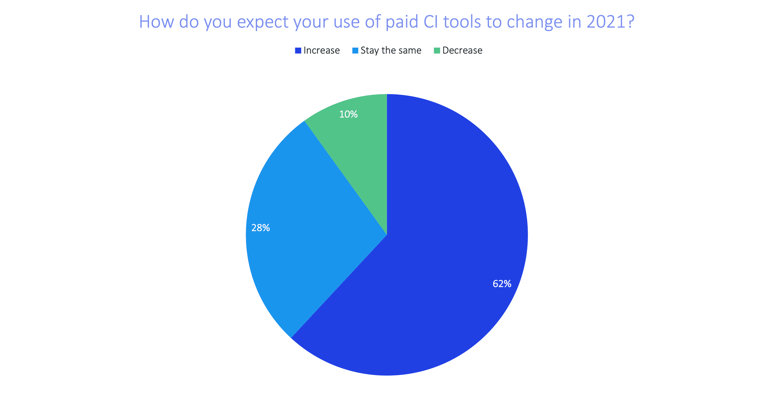 How do you expect your use of paid CI tools to change in 2021?
Increase Stay the same Decrease
10%
28%
62%